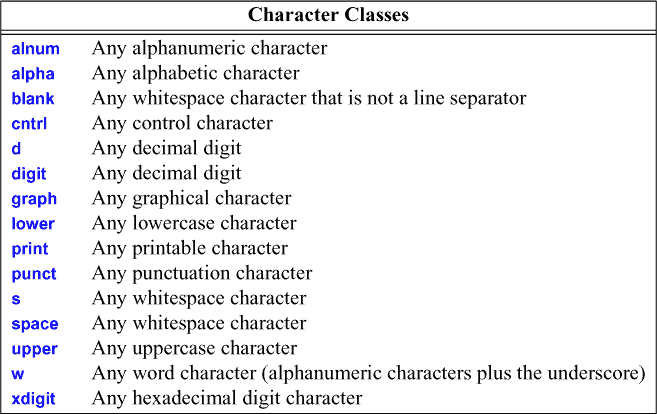 Character Classes
alnum Any alphanumeric character
alpha Any alphabetic character
blank Any whitespace character that is not a line separator
cntrl Any control character
d Any decimal digit
digit Any decimal digit
graph Any graphical character
lower Any lowercase character
print Any printable character
punct Any punctuation character
s Any whitespace character
space Any whitespace character
upper Any uppercase character
w Any word character (alphanumeric characters plus the underscore)
xdigit Any hexadecimal digit character